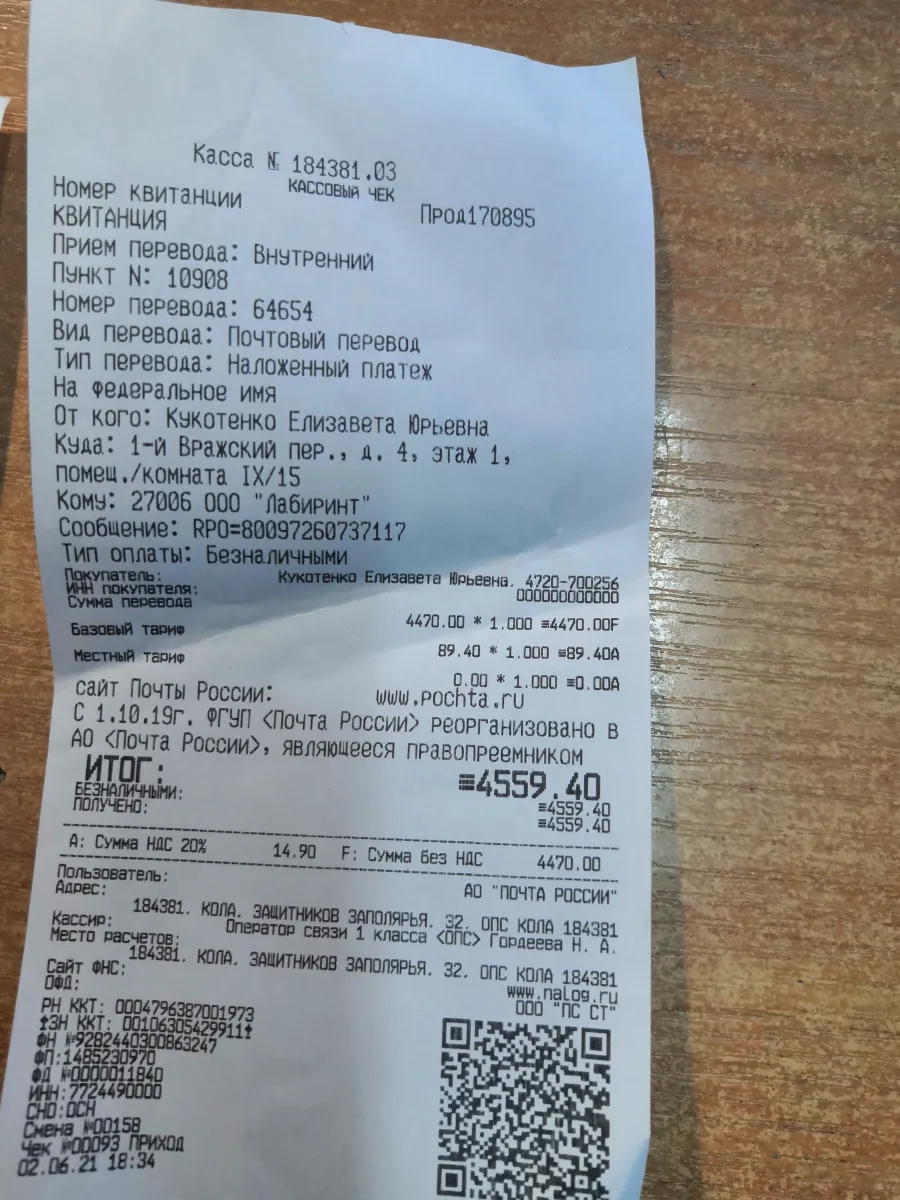 Касса № 184381.03
КАССОВЫЙ ЧЕК
Номер квитанции Прод170895
КВИТАНЦИЯ
Прием перевода: Внутренний
Пункт N: 10908
Номер перевода: 64654
Вид перевода: Почтовый перевод
Тип перевода: Наложенный платеж
На федеральное имя
От кого: Кукотенко Елизавета Юрьевна
Куда: 1-й Вражский пер., д. 4, этаж 1,
помещ./комната IX/15
Кому: 27006 ООО "Лабиринт"
Сообщение: RPO=80097260737117
Тип оплаты: Безналичными
Покупатель: Кукотенко Елизавета Юрьевна. 4720-700256
ИНН покупателя: 000000000000
Сумма перевода
4470.00 * 1.000 ≡4470.00F
Базовый тариф
89.40 * 1.000 ≡89.40A
Местный тариф
0.00 * 1.000 ≡0.00A
сайт Почты России: www.pochta.ru
С 1.10.19г. ФГУП <Почта России> реорганизовано в
АО <Почта России>, являющееся правопреемником
ИТОГ: ≡4559.40
БЕЗНАЛИЧНЫМИ: ≡4559.40
ПОЛУЧЕНО: ≡4559.40
A: Сумма НДС 20% 14.90 F: Сумма без НДС 4470.00
Пользователь: АО "ПОЧТА РОССИИ"
Адрес:
184381. КОЛА. ЗАЩИТНИКОВ ЗАПОЛЯРЬЯ. 32. ОПС КОЛА 184381
Кассир: Оператор связи 1 класса <ОПС> Гордеева Н. А.
Место расчетов:
184381. КОЛА. ЗАЩИТНИКОВ ЗАПОЛЯРЬЯ. 32. ОПС КОЛА 184381
Сайт ФНС: www.nalog.ru
ОФД: ООО "ПС СТ"
РН ККТ: 0004796387001973
↑ЗН ККТ: 00106305429911↑
ФН №9282440300863247
ФП:1485230970
ФД №0000011840
ИНН:7724490000
СНО:ОСН
Смена №00158
Чек №00093 ПРИХОД
02.06.21 18:34